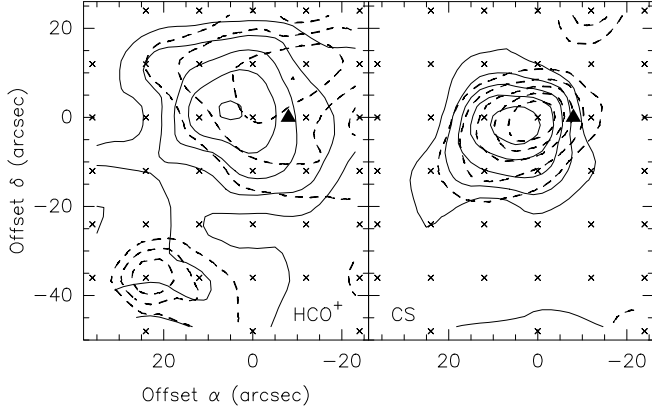 20
0
−20
−40
Offset δ (arcsec)
HCO⁺
CS
20 0 −20 20 0 −20
Offset α (arcsec)